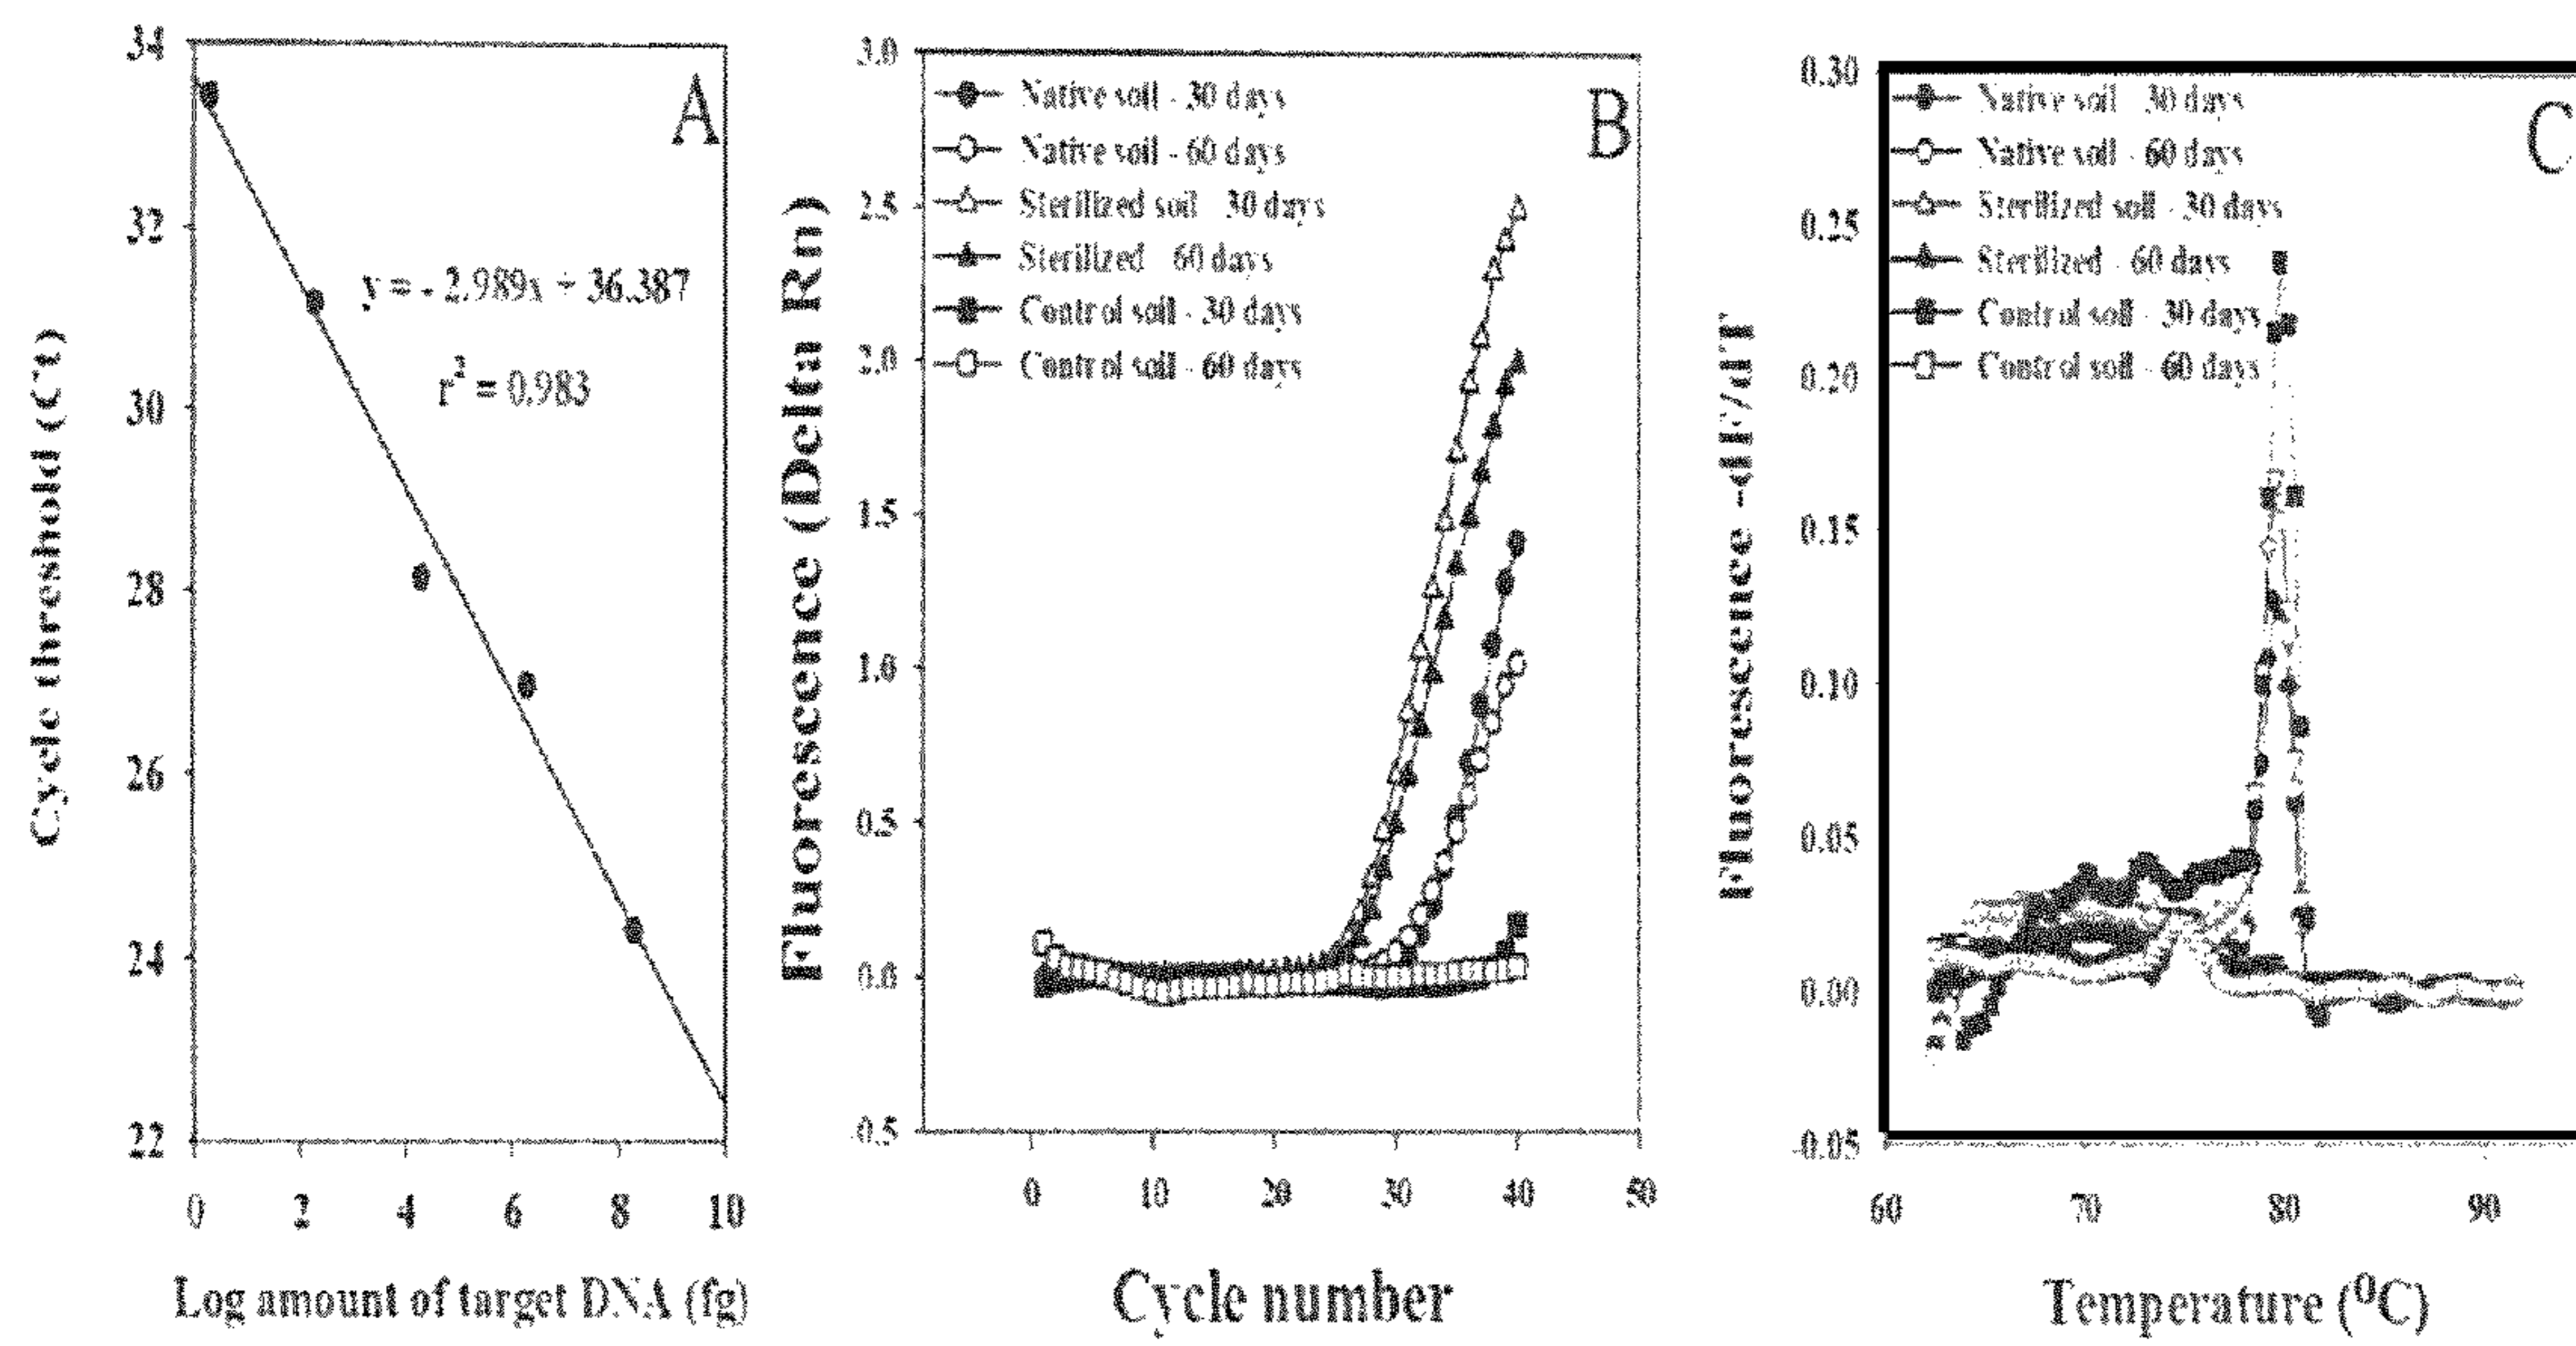 A
34
32
30
28
26
24
22
y = - 2.989x + 36.387
r² = 0.983
0 2 4 6 8 10
Cycle threshold (Ct)
Log amount of target DNA (fg)
B
3.0
2.5
2.0
1.5
1.0
0.5
0.0
-0.5
Native soil - 30 days
Native soil - 60 days
Sterilized soil 30 days
Sterilized 60 days
Control soil - 30 days
Control soil - 60 days
0 10 20 30 40 50
Fluorescence (Delta Rn)
Cycle number
C
0.30
0.25
0.20
0.15
0.10
0.05
0.00
-0.05
Native soil 30 days
Native soil - 60 days
Sterilized soil - 30 days
Sterilized - 60 days
Control soil - 30 days
Control soil - 60 days
60 70 80 90
Fluorescence -dF/dT
Temperature (⁰C)